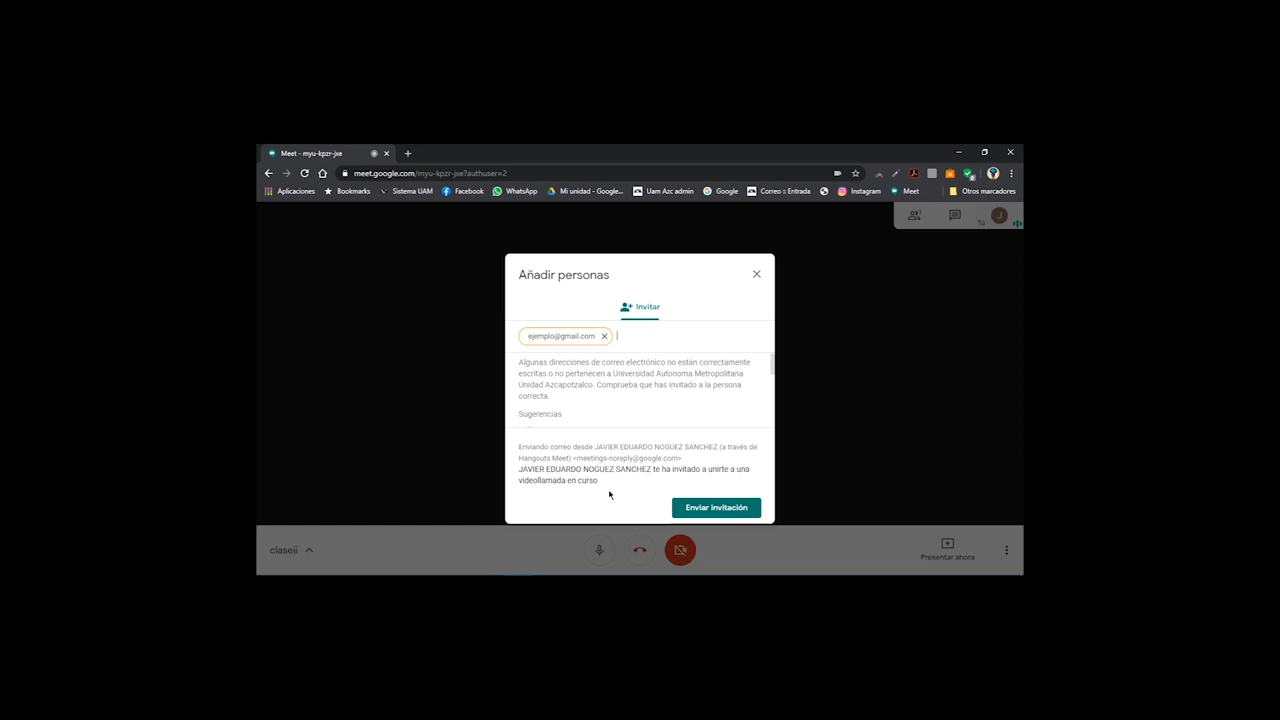 Meet - myu-kpzr-jxe
meet.google.com/myu-kpzr-jxe?authuser=2
Aplicaciones Bookmarks Sistema UAM Facebook WhatsApp Mi unidad - Google... Uam Azc admin Google Correo :: Entrada Instagram Meet Otros marcadores
J
Añadir personas
Invitar
ejemplo@gmail.com
Algunas direcciones de correo electrónico no están correctamente
escritas o no pertenecen a Universidad Autonoma Metropolitana
Unidad Azcapotzalco. Comprueba que has invitado a la persona
correcta.
Sugerencias
Enviando correo desde JAVIER EDUARDO NOGUEZ SANCHEZ (a través de
Hangouts Meet) <meetings-noreply@google.com>
JAVIER EDUARDO NOGUEZ SANCHEZ te ha invitado a unirte a una
videollamada en curso
Enviar invitación
claseii
Presentar ahora